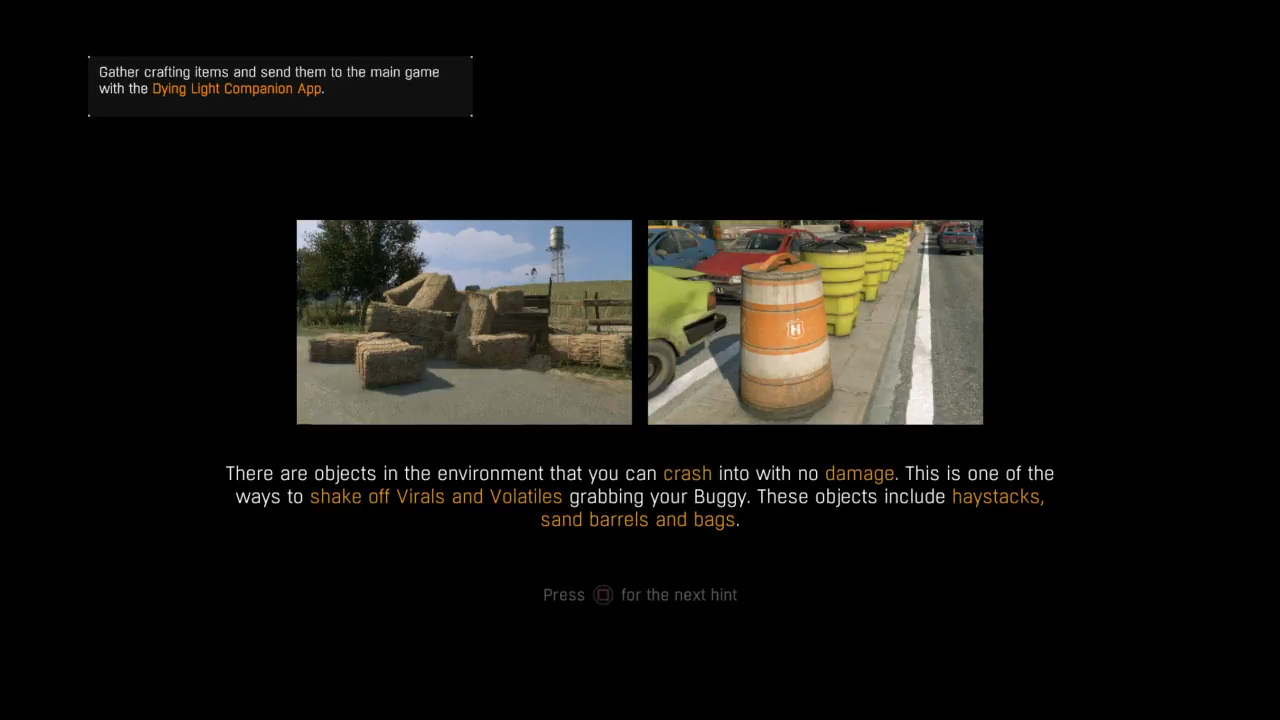 Gather crafting items and send them to the main game
with the Dying Light Companion App.
H
There are objects in the environment that you can crash into with no damage. This is one of the
ways to shake off Virals and Volatiles grabbing your Buggy. These objects include haystacks,
sand barrels and bags.
Press for the next hint